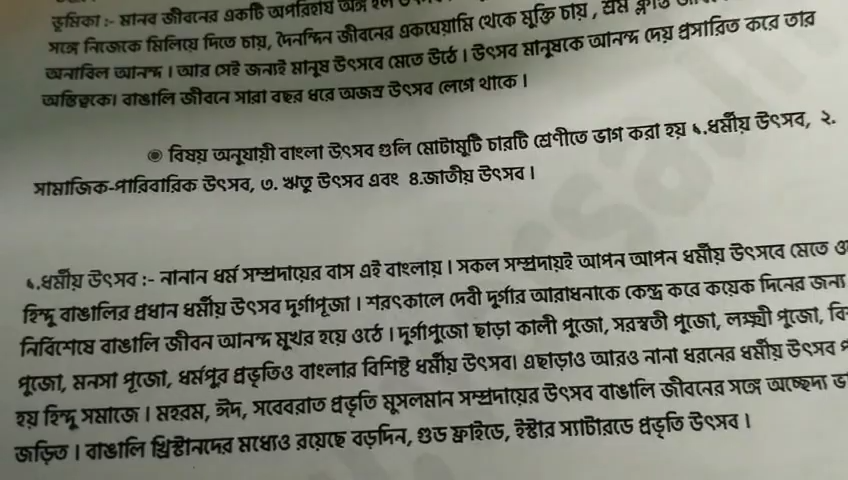 ভূমিকা :- মানব জীবনের একটি অপরিহার্য অঙ্গ হল
সঙ্গে নিজেকে মিলিয়ে দিতে চায়, দৈনন্দিন জীবনের একঘেয়ামি থেকে মুক্তি চায়, শ্রম ক্লান্ত
অনাবিল আনন্দ। আর সেই জন্যই মানুষ উৎসবে মেতে উঠে। উৎসব মানুষকে আনন্দ দেয় প্রসারিত করে তার
অস্তিত্বকে। বাঙালি জীবনে সারা বছর ধরে অজস্র উৎসব লেগে থাকে।
◉ বিষয় অনুযায়ী বাংলা উৎসব গুলি মোটামুটি চারটি শ্রেণীতে ভাগ করা হয় ১.ধর্মীয় উৎসব, ২.
সামাজিক-পারিবারিক উৎসব, ৩. ঋতু উৎসব এবং ৪.জাতীয় উৎসব।
১.ধর্মীয় উৎসব :- নানান ধর্ম সম্প্রদায়ের বাস এই বাংলায়। সকল সম্প্রদায়ই আপন আপন ধর্মীয় উৎসবে মেতে
হিন্দু বাঙালির প্রধান ধর্মীয় উৎসব দুর্গাপূজা। শরৎকালে দেবী দুর্গার আরাধনাকে কেন্দ্র করে কয়েক দিনের জন্য
নির্বিশেষে বাঙালি জীবন আনন্দ মুখর হয়ে ওঠে। দুর্গাপুজো ছাড়া কালী পুজো, সরস্বতী পুজো, লক্ষ্মী পুজো,
পুজো, মনসা পূজো, ধর্মপুর প্রভৃতিও বাংলার বিশিষ্ট ধর্মীয় উৎসব। এছাড়াও আরও নানা ধরনের ধর্মীয় উৎসব
হয় হিন্দু সমাজে। মহরম, ঈদ, সবেবরাত প্রভৃতি মুসলমান সম্প্রদায়ের উৎসব বাঙালি জীবনের সঙ্গে অচ্ছেদ্য
জড়িত। বাঙালি খ্রিস্টানদের মধ্যেও রয়েছে বড়দিন, গুড ফ্রাইডে, ইস্টার স্যাটারডে প্রভৃতি উৎসব।